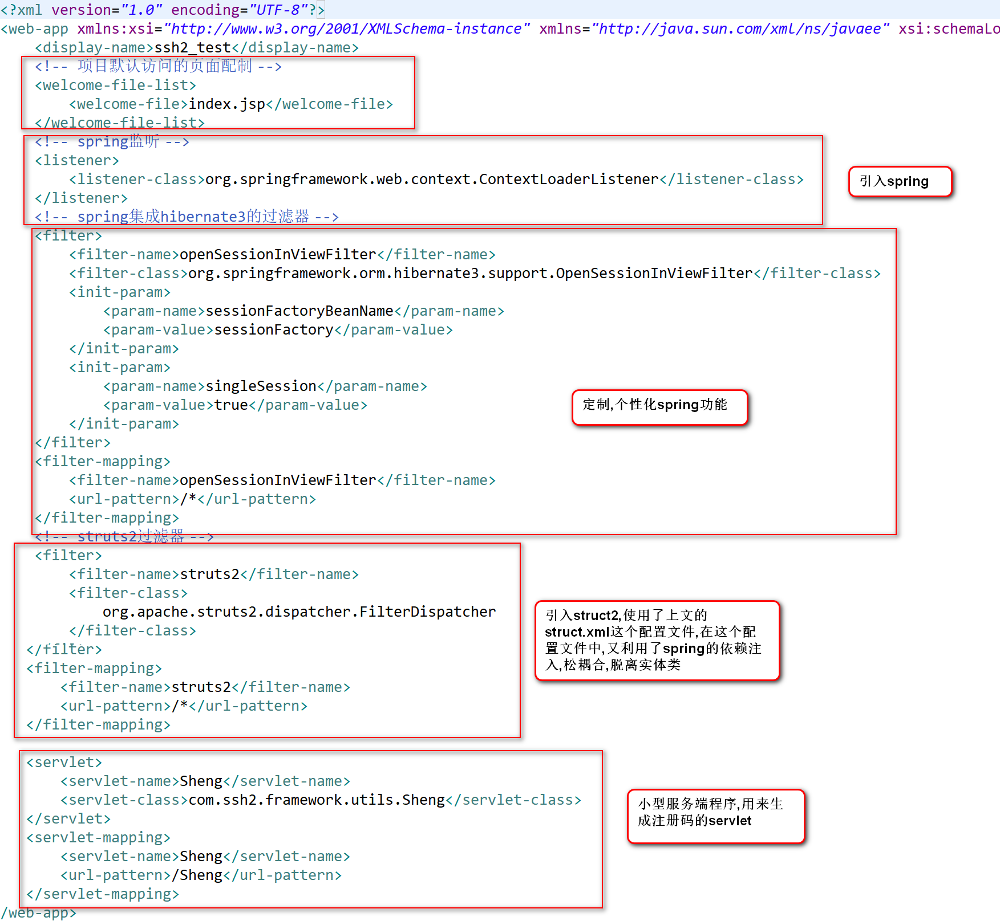 <?xml version="1.0" encoding="UTF-8"?>
<web-app xmlns:xsi="http://www.w3.org/2001/XMLSchema-instance" xmlns="http://java.sun.com/xml/ns/javaee" xsi:schemaLo
<display-name>ssh2_test</display-name>
<!-- 项目默认访问的页面配制 -->
<welcome-file-list>
<welcome-file>index.jsp</welcome-file>
</welcome-file-list>
<!-- spring监听 -->
<listener>
<listener-class>org.springframework.web.context.ContextLoaderListener</listener-class>
</listener>
引入spring
<!-- spring集成hibernate3的过滤器 -->
<filter>
<filter-name>openSessionInViewFilter</filter-name>
<filter-class>org.springframework.orm.hibernate3.support.OpenSessionInViewFilter</filter-class>
<init-param>
<param-name>sessionFactoryBeanName</param-name>
<param-value>sessionFactory</param-value>
</init-param>
<init-param>
<param-name>singleSession</param-name>
<param-value>true</param-value>
</init-param>
定制,个性化spring功能
</filter>
<filter-mapping>
<filter-name>openSessionInViewFilter</filter-name>
<url-pattern>/*</url-pattern>
</filter-mapping>
<!-- struts2过滤器 -->
<filter>
<filter-name>struts2</filter-name>
<filter-class>
org.apache.struts2.dispatcher.FilterDispatcher
</filter-class>
</filter>
<filter-mapping>
<filter-name>struts2</filter-name>
<url-pattern>/*</url-pattern>
</filter-mapping>
引入struct2,使用了上文的
struct.xml这个配置文件,在这个配
置文件中,又利用了spring的依赖注
入,松耦合,脱离实体类
<servlet>
<servlet-name>Sheng</servlet-name>
<servlet-class>com.ssh2.framework.utils.Sheng</servlet-class>
</servlet>
<servlet-mapping>
<servlet-name>Sheng</servlet-name>
<url-pattern>/Sheng</url-pattern>
</servlet-mapping>
小型服务端程序,用来生
成注册码的servlet
/web-app>